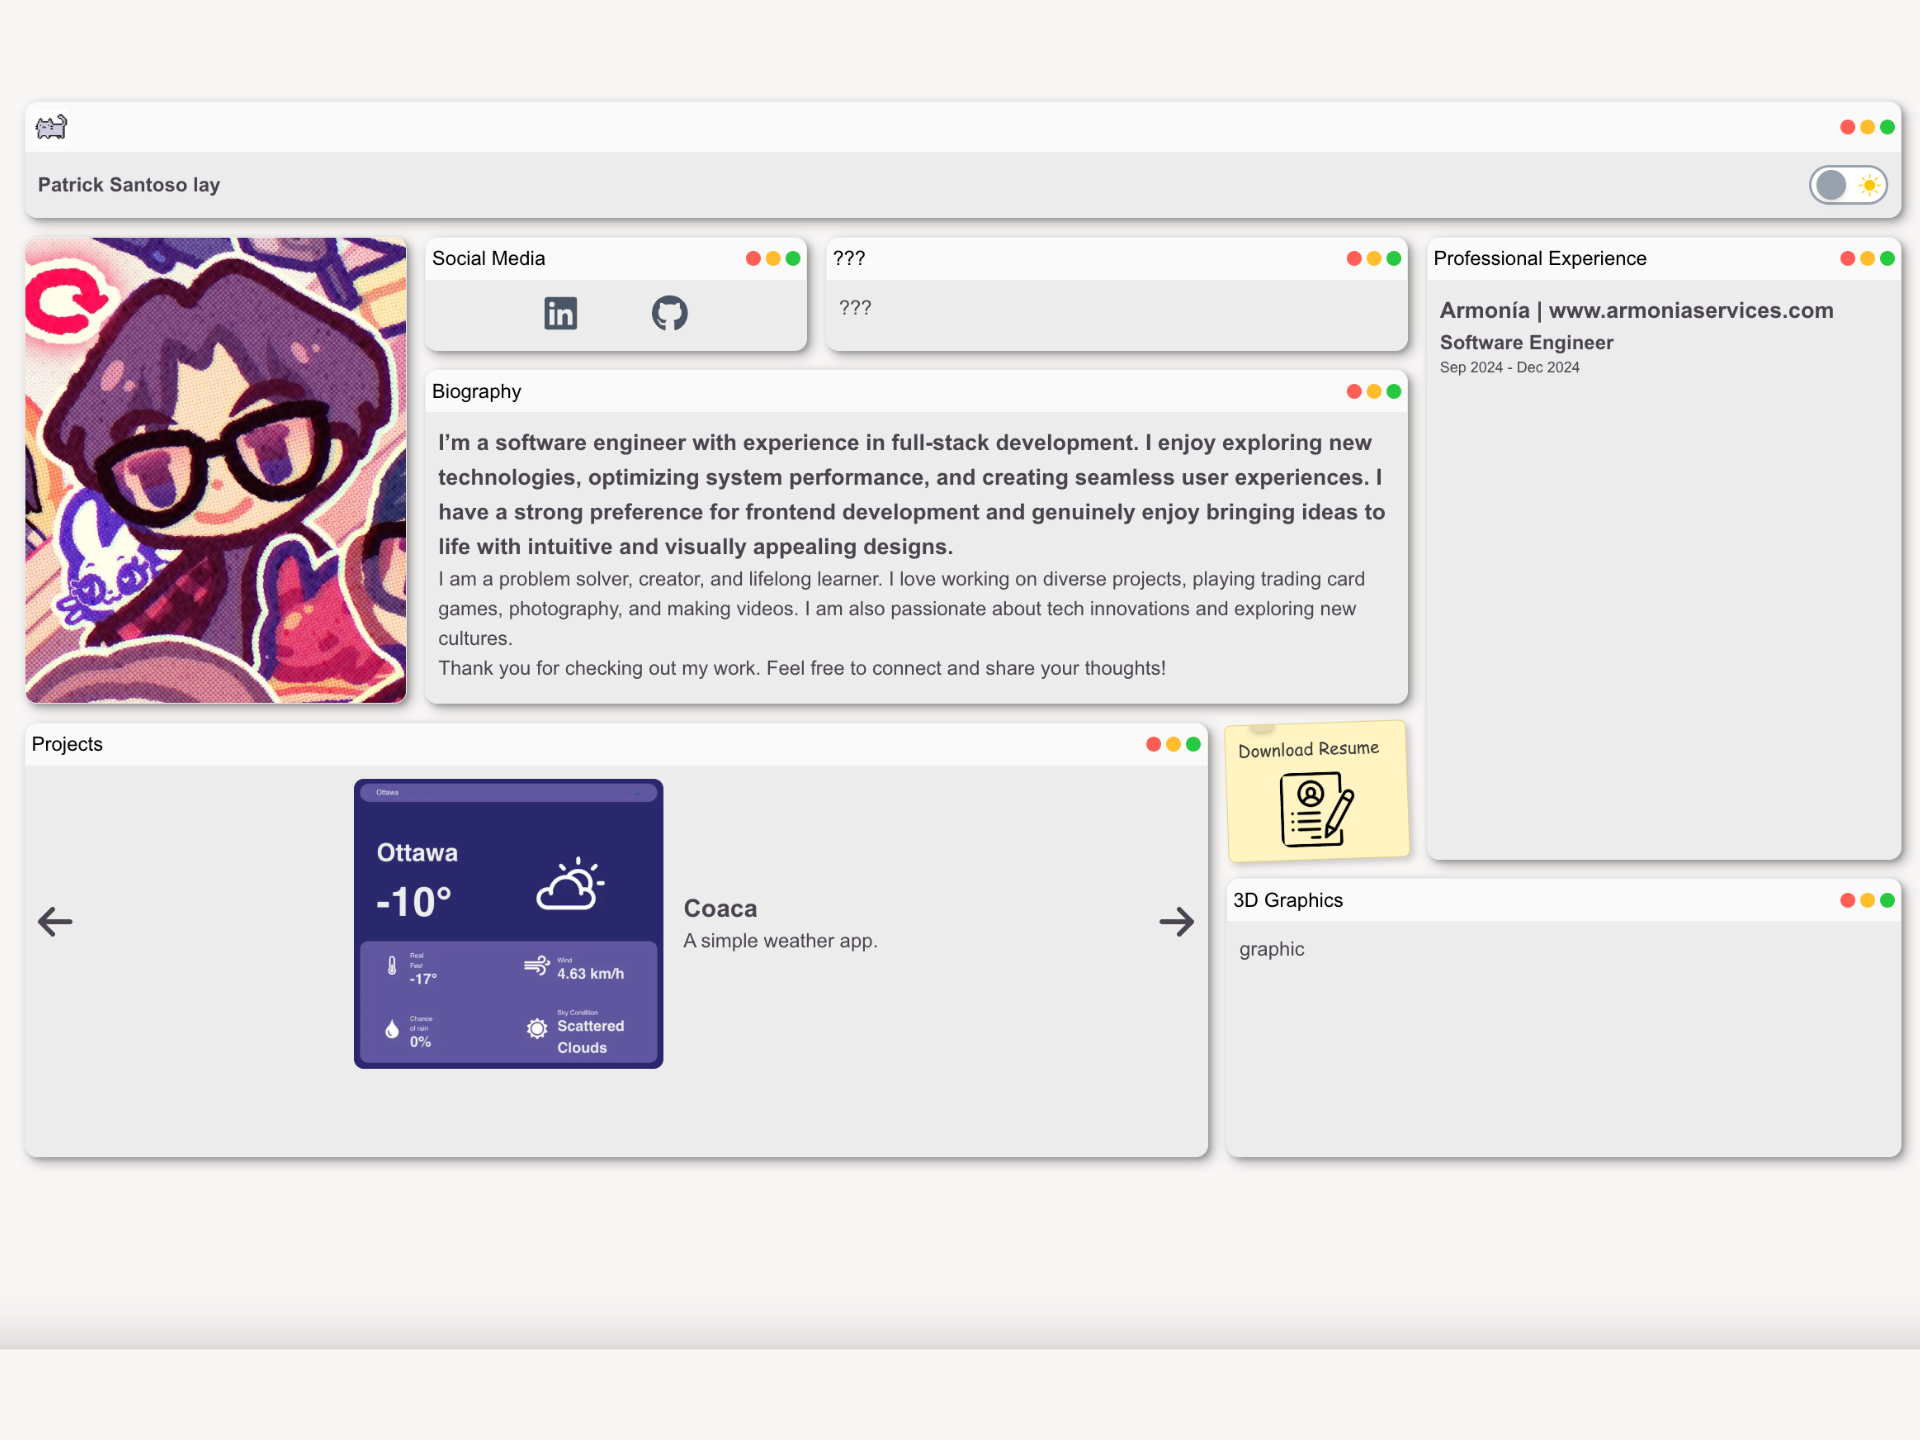 Patrick Santoso lay
Social Media
???
???
Professional Experience
Armonía | www.armoniaservices.com
Software Engineer
Sep 2024 - Dec 2024
Biography
I’m a software engineer with experience in full-stack development. I enjoy exploring new
technologies, optimizing system performance, and creating seamless user experiences. I
have a strong preference for frontend development and genuinely enjoy bringing ideas to
life with intuitive and visually appealing designs.
I am a problem solver, creator, and lifelong learner. I love working on diverse projects, playing trading card
games, photography, and making videos. I am also passionate about tech innovations and exploring new
cultures.
Thank you for checking out my work. Feel free to connect and share your thoughts!
Projects
Ottawa
Ottawa
-10°
Real
Feel
-17°
Wind
4.63 km/h
Chance
of rain
0%
Sky Condition
Scattered
Clouds
Coaca
A simple weather app.
Download Resume
3D Graphics
graphic